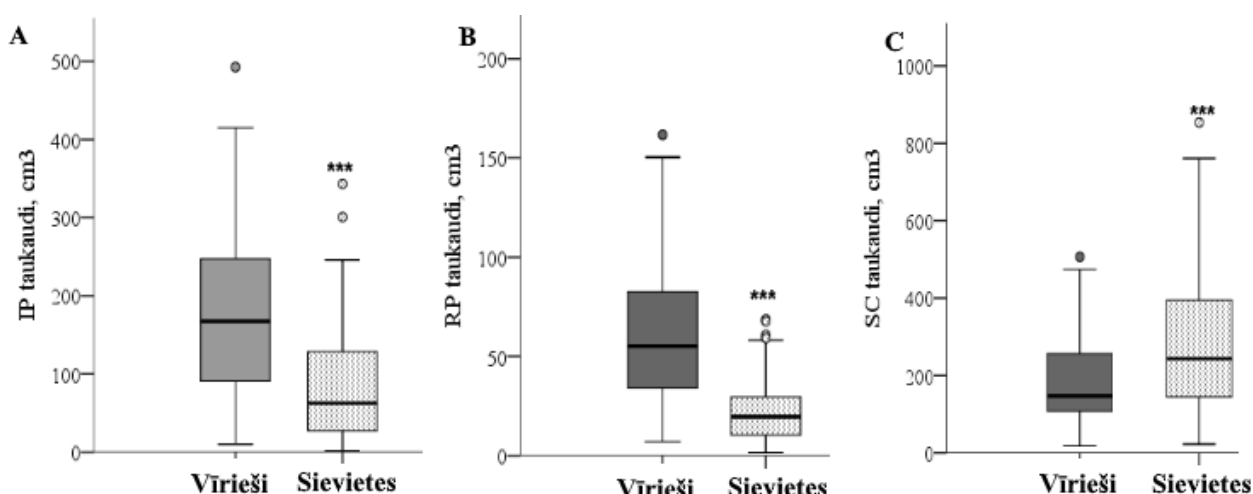 A
IP taukaudi, cm3
500
400
300
200
100
0
***
Vīrieši
Sievietes
B
RP taukaudi, cm3
200
150
100
50
0
***
Vīrieši
Sievietes
C
SC taukaudi, cm3
1000
800
600
400
200
0
***
Vīrieši
Sievietes